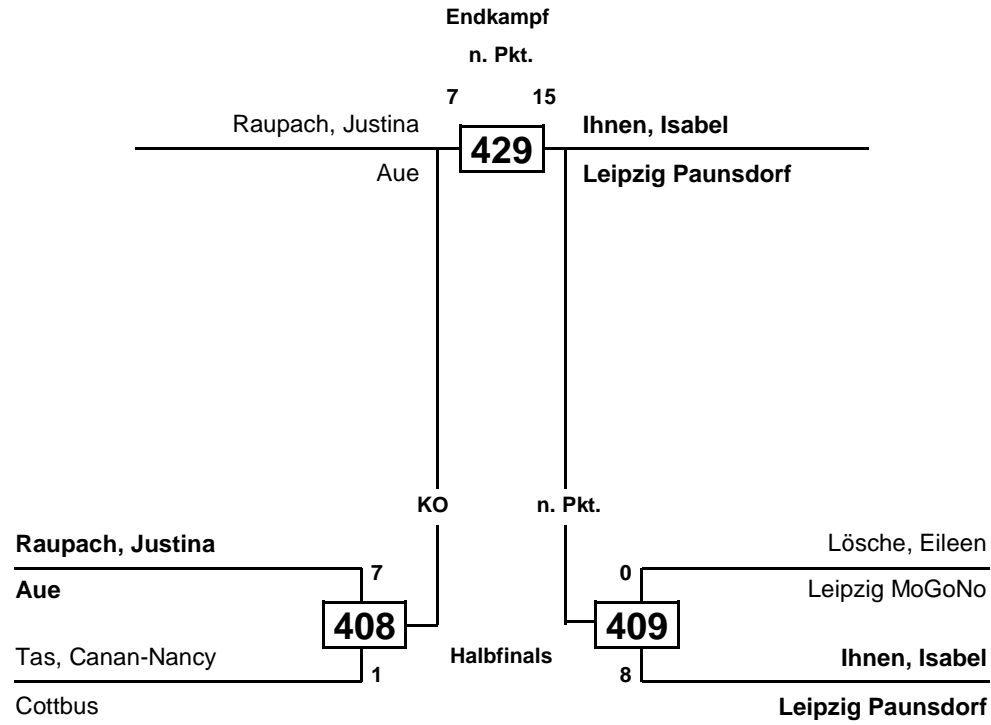 Endkampf
n. Pkt.
7 15
Raupach, Justina Ihnen, Isabel
429
Aue Leipzig Paunsdorf
KO n. Pkt.
Raupach, Justina Lösche, Eileen
7 0
Aue Leipzig MoGoNo
408 409
Tas, Canan-Nancy Halbfinals Ihnen, Isabel
1 8
Cottbus Leipzig Paunsdorf